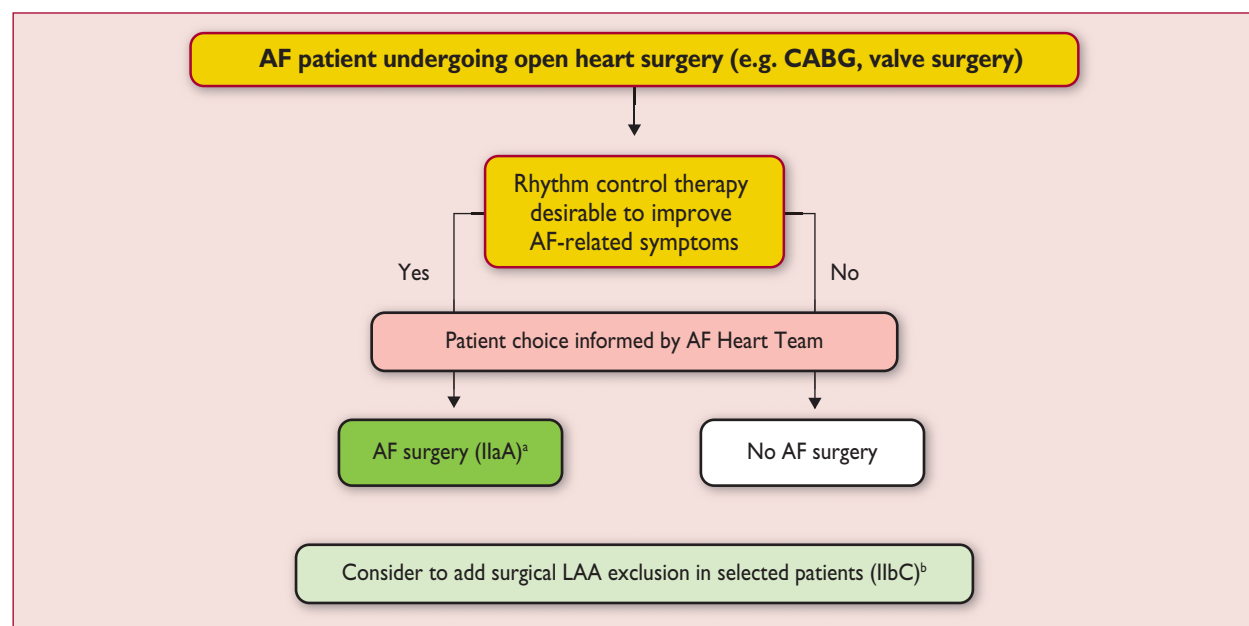 AF patient undergoing open heart surgery (e.g. CABG, valve surgery)
Rhythm control therapy
desirable to improve
AF-related symptoms
Yes
No
Patient choice informed by AF Heart Team
AF surgery (IIaA)ᵃ
No AF surgery
Consider to add surgical LAA exclusion in selected patients (IIbC)ᵇ